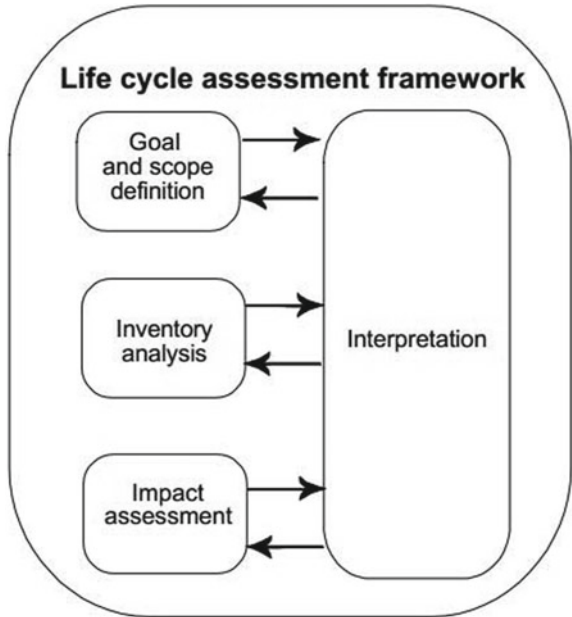 Life cycle assessment framework
Goal
and scope
definition
Inventory
analysis
Interpretation
Impact
assessment